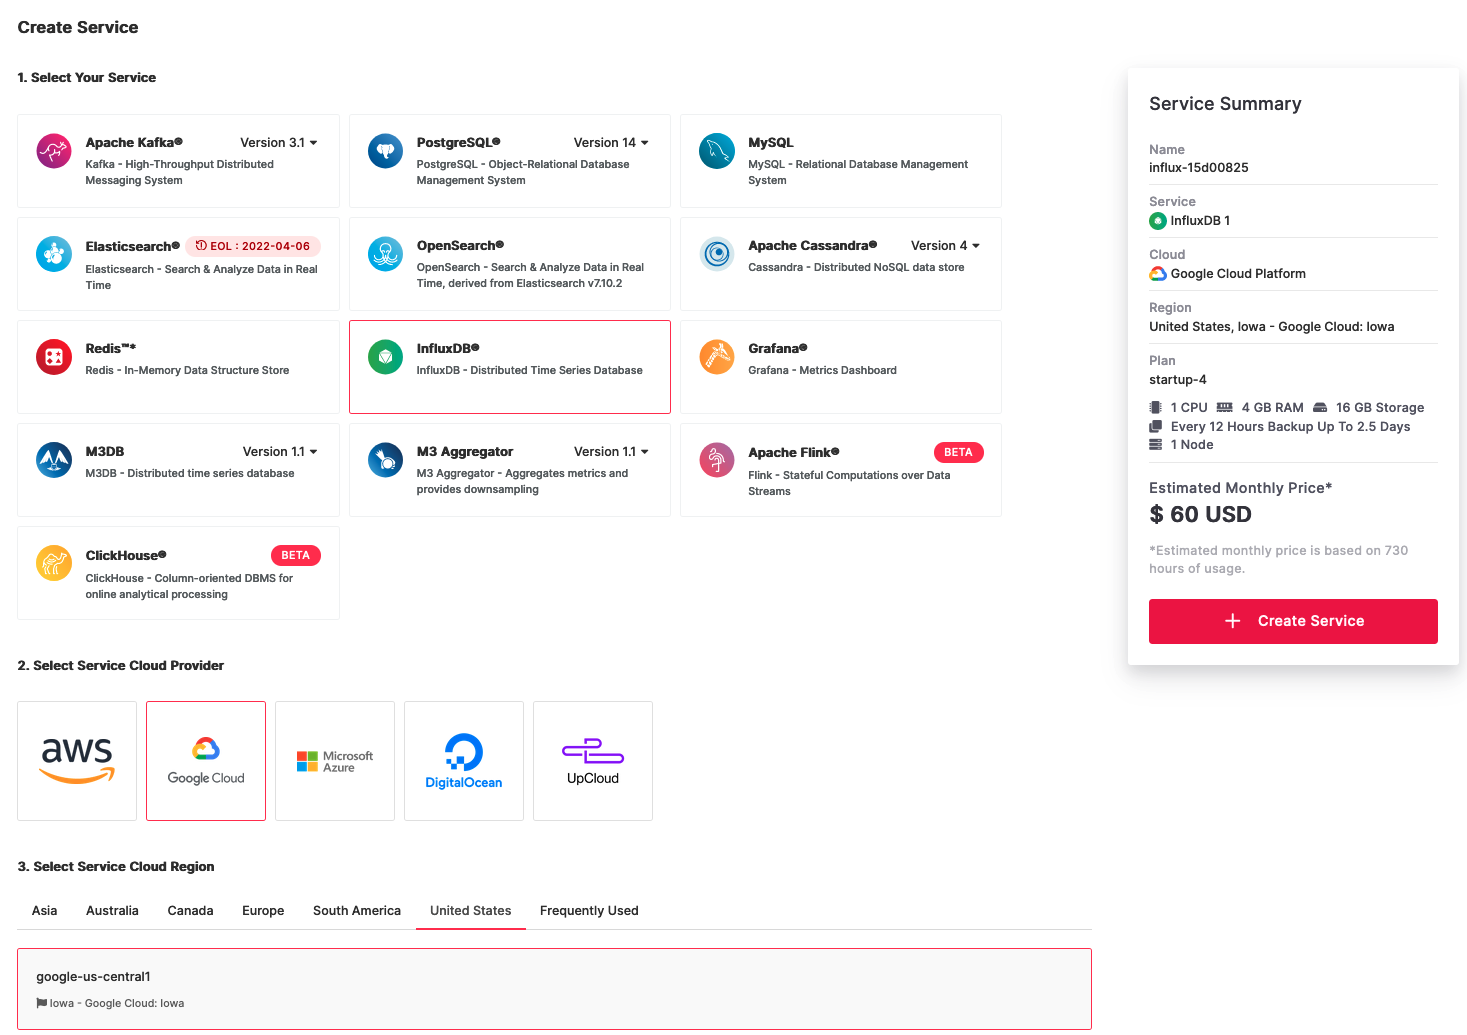 Create Service
1. Select Your Service
Apache Kafka® Version 3.1
Kafka - High-Throughput Distributed
Messaging System
PostgreSQL® Version 14
PostgreSQL - Object-Relational Database
Management System
MySQL
MySQL - Relational Database Management
System
Elasticsearch® EOL : 2022-04-06
Elasticsearch - Search & Analyze Data in Real
Time
OpenSearch®
OpenSearch - Search & Analyze Data in Real
Time, derived from Elasticsearch v7.10.2
Apache Cassandra® Version 4
Cassandra - Distributed NoSQL data store
Redis™*
Redis - In-Memory Data Structure Store
InfluxDB®
InfluxDB - Distributed Time Series Database
Grafana®
Grafana - Metrics Dashboard
M3DB Version 1.1
M3DB - Distributed time series database
M3 Aggregator Version 1.1
M3 Aggregator - Aggregates metrics and
provides downsampling
Apache Flink® BETA
Flink - Stateful Computations over Data
Streams
ClickHouse® BETA
ClickHouse - Column-oriented DBMS for
online analytical processing
2. Select Service Cloud Provider
aws
Google Cloud
Microsoft
Azure
DigitalOcean
UpCloud
3. Select Service Cloud Region
Asia Australia Canada Europe South America United States Frequently Used
google-us-central1
Iowa - Google Cloud: Iowa
Service Summary
Name
influx-15d00825
Service
InfluxDB 1
Cloud
Google Cloud Platform
Region
United States, Iowa - Google Cloud: Iowa
Plan
startup-4
1 CPU 4 GB RAM 16 GB Storage
Every 12 Hours Backup Up To 2.5 Days
1 Node
Estimated Monthly Price*
$ 60 USD
*Estimated monthly price is based on 730
hours of usage.
+ Create Service